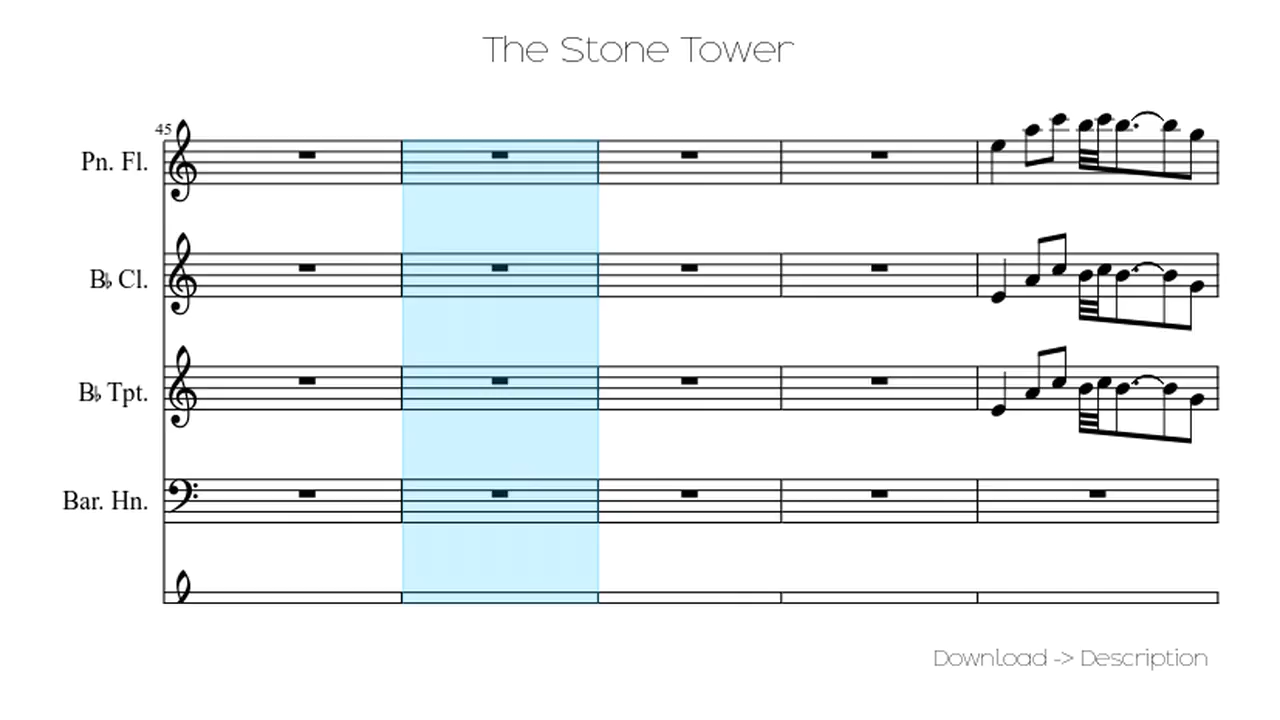 The Stone Tower
45
Pn. Fl.
B♭ Cl.
B♭ Tpt.
Bar. Hn.
Download -> Description